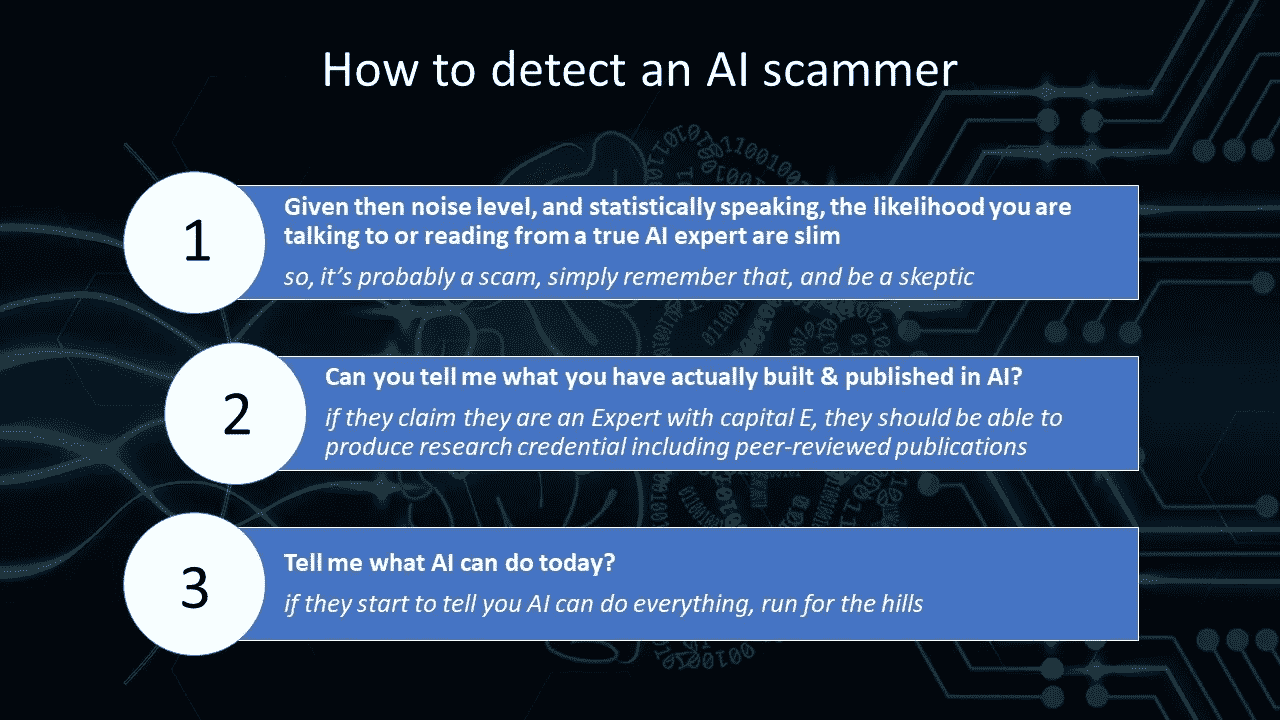 How to detect an AI scammer
1
Given then noise level, and statistically speaking, the likelihood you are
talking to or reading from a true AI expert are slim
so, it's probably a scam, simply remember that, and be a skeptic
2
Can you tell me what you have actually built & published in AI?
if they claim they are an Expert with capital E, they should be able to
produce research credential including peer-reviewed publications
3
Tell me what AI can do today?
if they start to tell you AI can do everything, run for the hills